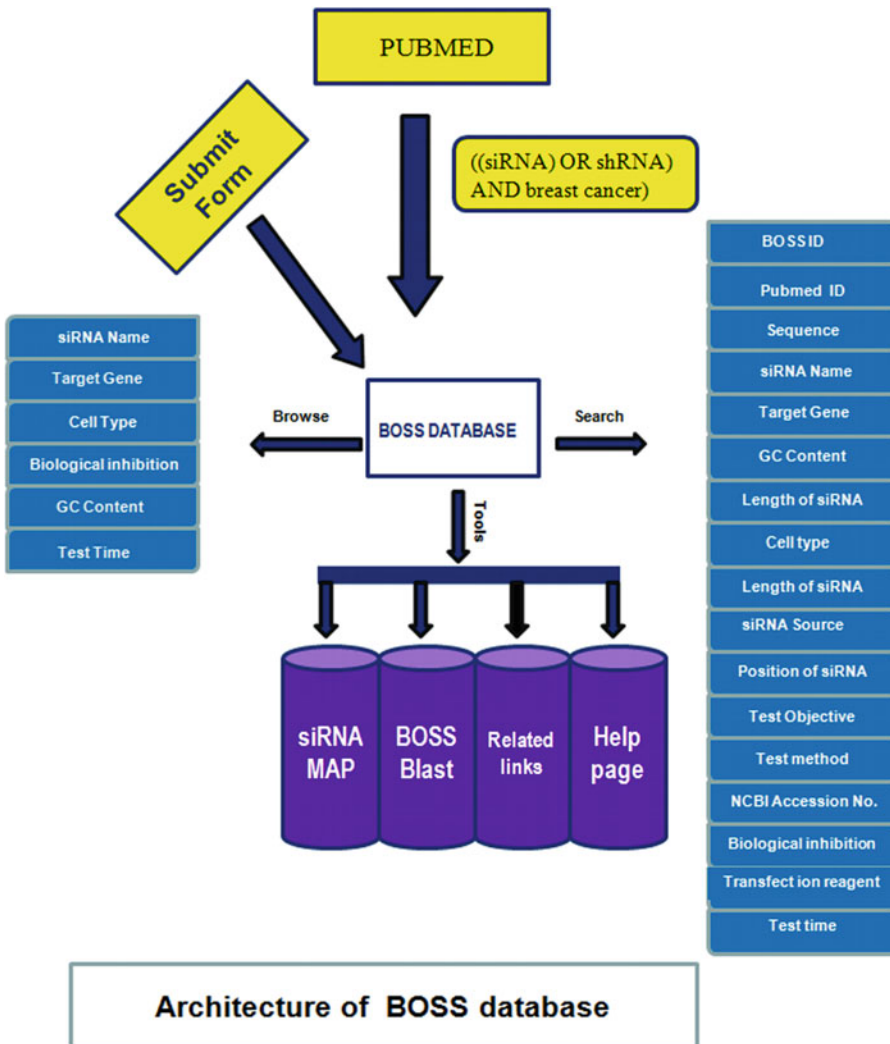 PUBMED
Submit
Form
((siRNA) OR shRNA)
AND breast cancer)
siRNA Name
Target Gene
Cell Type
Biological inhibition
GC Content
Test Time
Browse
BOSS DATABASE
Search
Tools
BOSSID
Pubmed ID
Sequence
siRNA Name
Target Gene
GC Content
Length of siRNA
Cell type
Length of siRNA
siRNA Source
Position of siRNA
Test Objective
Test method
NCBI Accession No.
Biological inhibition
Transfect ion reagent
Test time
siRNA
MAP
BOSS
Blast
Related
links
Help
page
Architecture of BOSS database